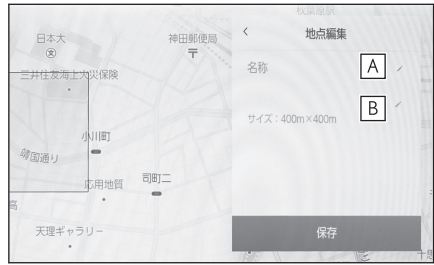 秋葉原駅
日本大
文
神田郵便局
〒
三井住友海上火災保険
小川町
靖国通り
応用地質
司町二
高
天理ギャラリー
＜ 地点編集
名称 A
B
サイズ：400m×400m
保存